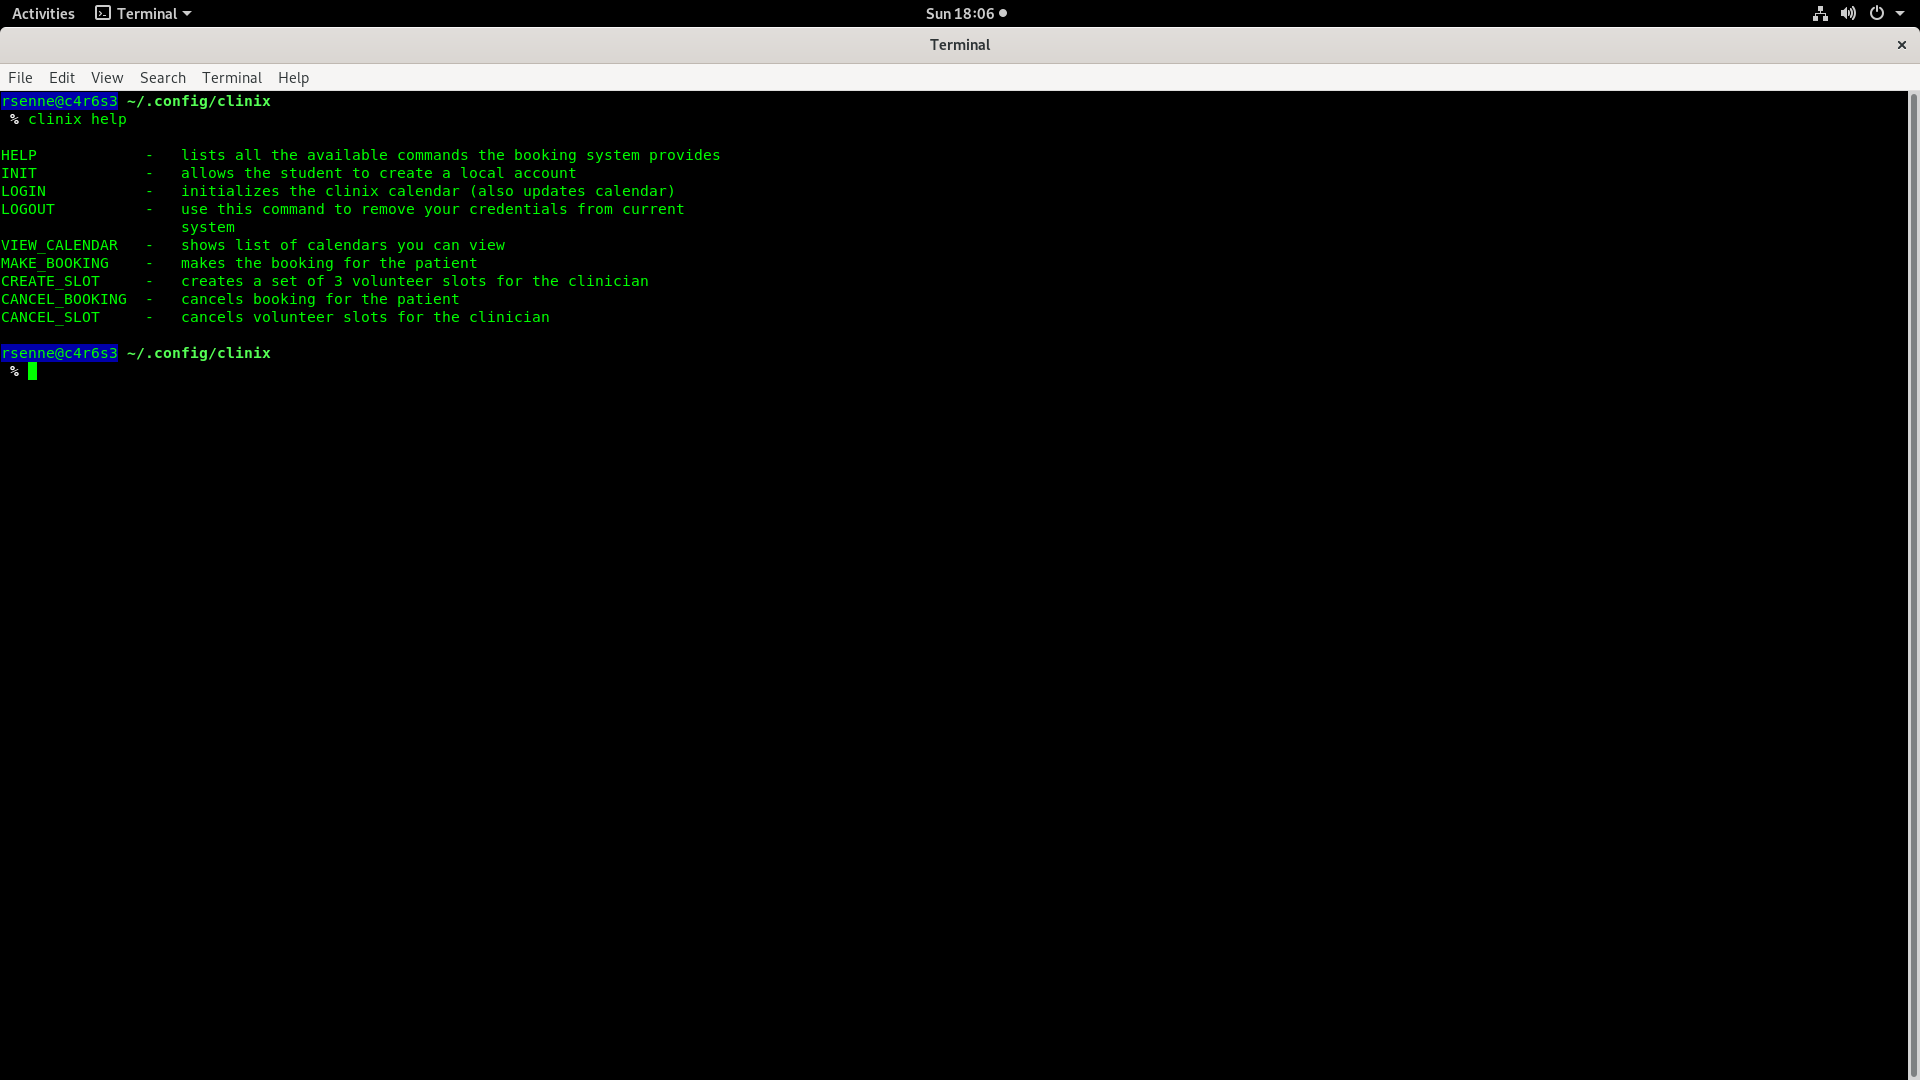 Activities Terminal Sun 18:06
Terminal
File Edit View Search Terminal Help
rsenne@c4r6s3 ~/.config/clinix
% clinix help
HELP - lists all the available commands the booking system provides
INIT - allows the student to create a local account
LOGIN - initializes the clinix calendar (also updates calendar)
LOGOUT - use this command to remove your credentials from current
system
VIEW_CALENDAR - shows list of calendars you can view
MAKE_BOOKING - makes the booking for the patient
CREATE_SLOT - creates a set of 3 volunteer slots for the clinician
CANCEL_BOOKING - cancels booking for the patient
CANCEL_SLOT - cancels volunteer slots for the clinician
rsenne@c4r6s3 ~/.config/clinix
%